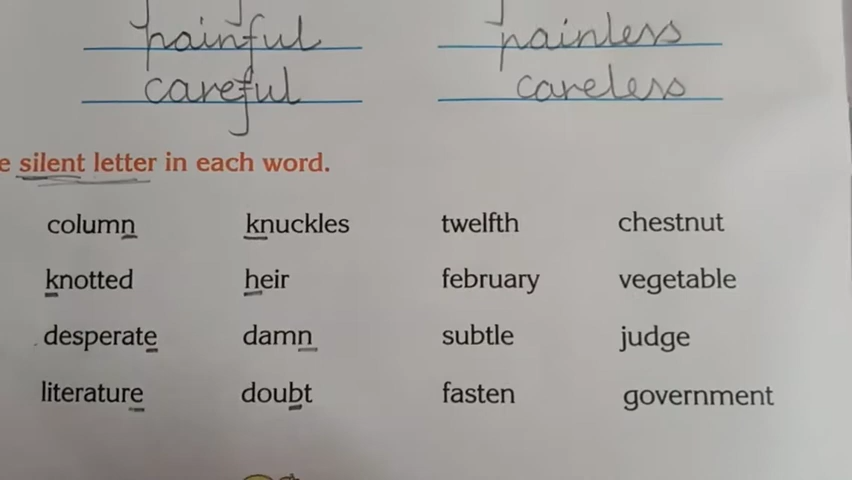 painful painless
careful careless
e silent letter in each word.
column knuckles twelfth chestnut
knotted heir february vegetable
desperate damn subtle judge
literature doubt fasten government